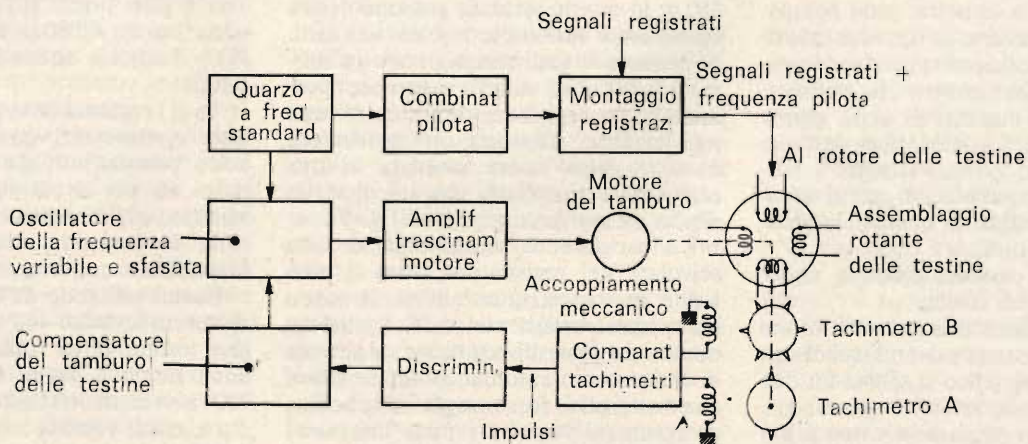 Segnali registrati
Segnali registrati +
frequenza pilota
Quarzo
a freq
standard
Combinat
pilota
Montaggio
registraz
Al rotore delle testine
Oscillatore
della frequenza
variabile e sfasata
Amplif
trascinam
motore
Motore
del tamburo
Assemblaggio
rotante
delle testine
Accoppiamento
meccanico
B
Tachimetro B
Compensatore
del tamburo
delle testine
Discrimin.
Comparat
tachimetri
A
Tachimetro A
Impulsi